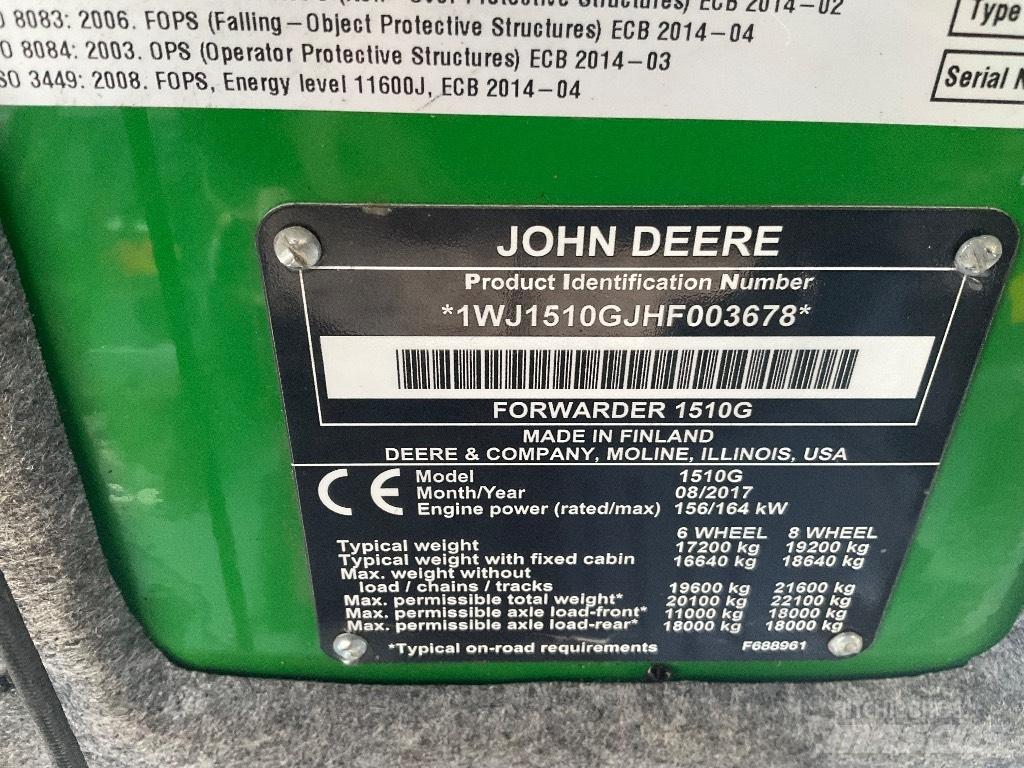 ECB 2014-02
O 8083: 2006. FOPS (Falling-Object Protective Structures) ECB 2014-04
O 8084: 2003. OPS (Operator Protective Structures) ECB 2014-03
SO 3449: 2008. FOPS, Energy level 11600J, ECB 2014-04
Type
Serial N
JOHN DEERE
Product Identification Number
*1WJ1510GJHF003678*
FORWARDER 1510G
MADE IN FINLAND
DEERE & COMPANY, MOLINE, ILLINOIS, USA
CE
Model 1510G
Month/Year 08/2017
Engine power (rated/max) 156/164 kW
6 WHEEL 8 WHEEL
Typical weight 17200 kg 19200 kg
Typical weight with fixed cabin 16640 kg 18640 kg
Max. weight without
load / chains / tracks 19600 kg 21600 kg
Max. permissible total weight* 20100 kg 22100 kg
Max. permissible axle load-front* 11000 kg 18000 kg
Max. permissible axle load-rear* 18000 kg 18000 kg
*Typical on-road requirements F688961